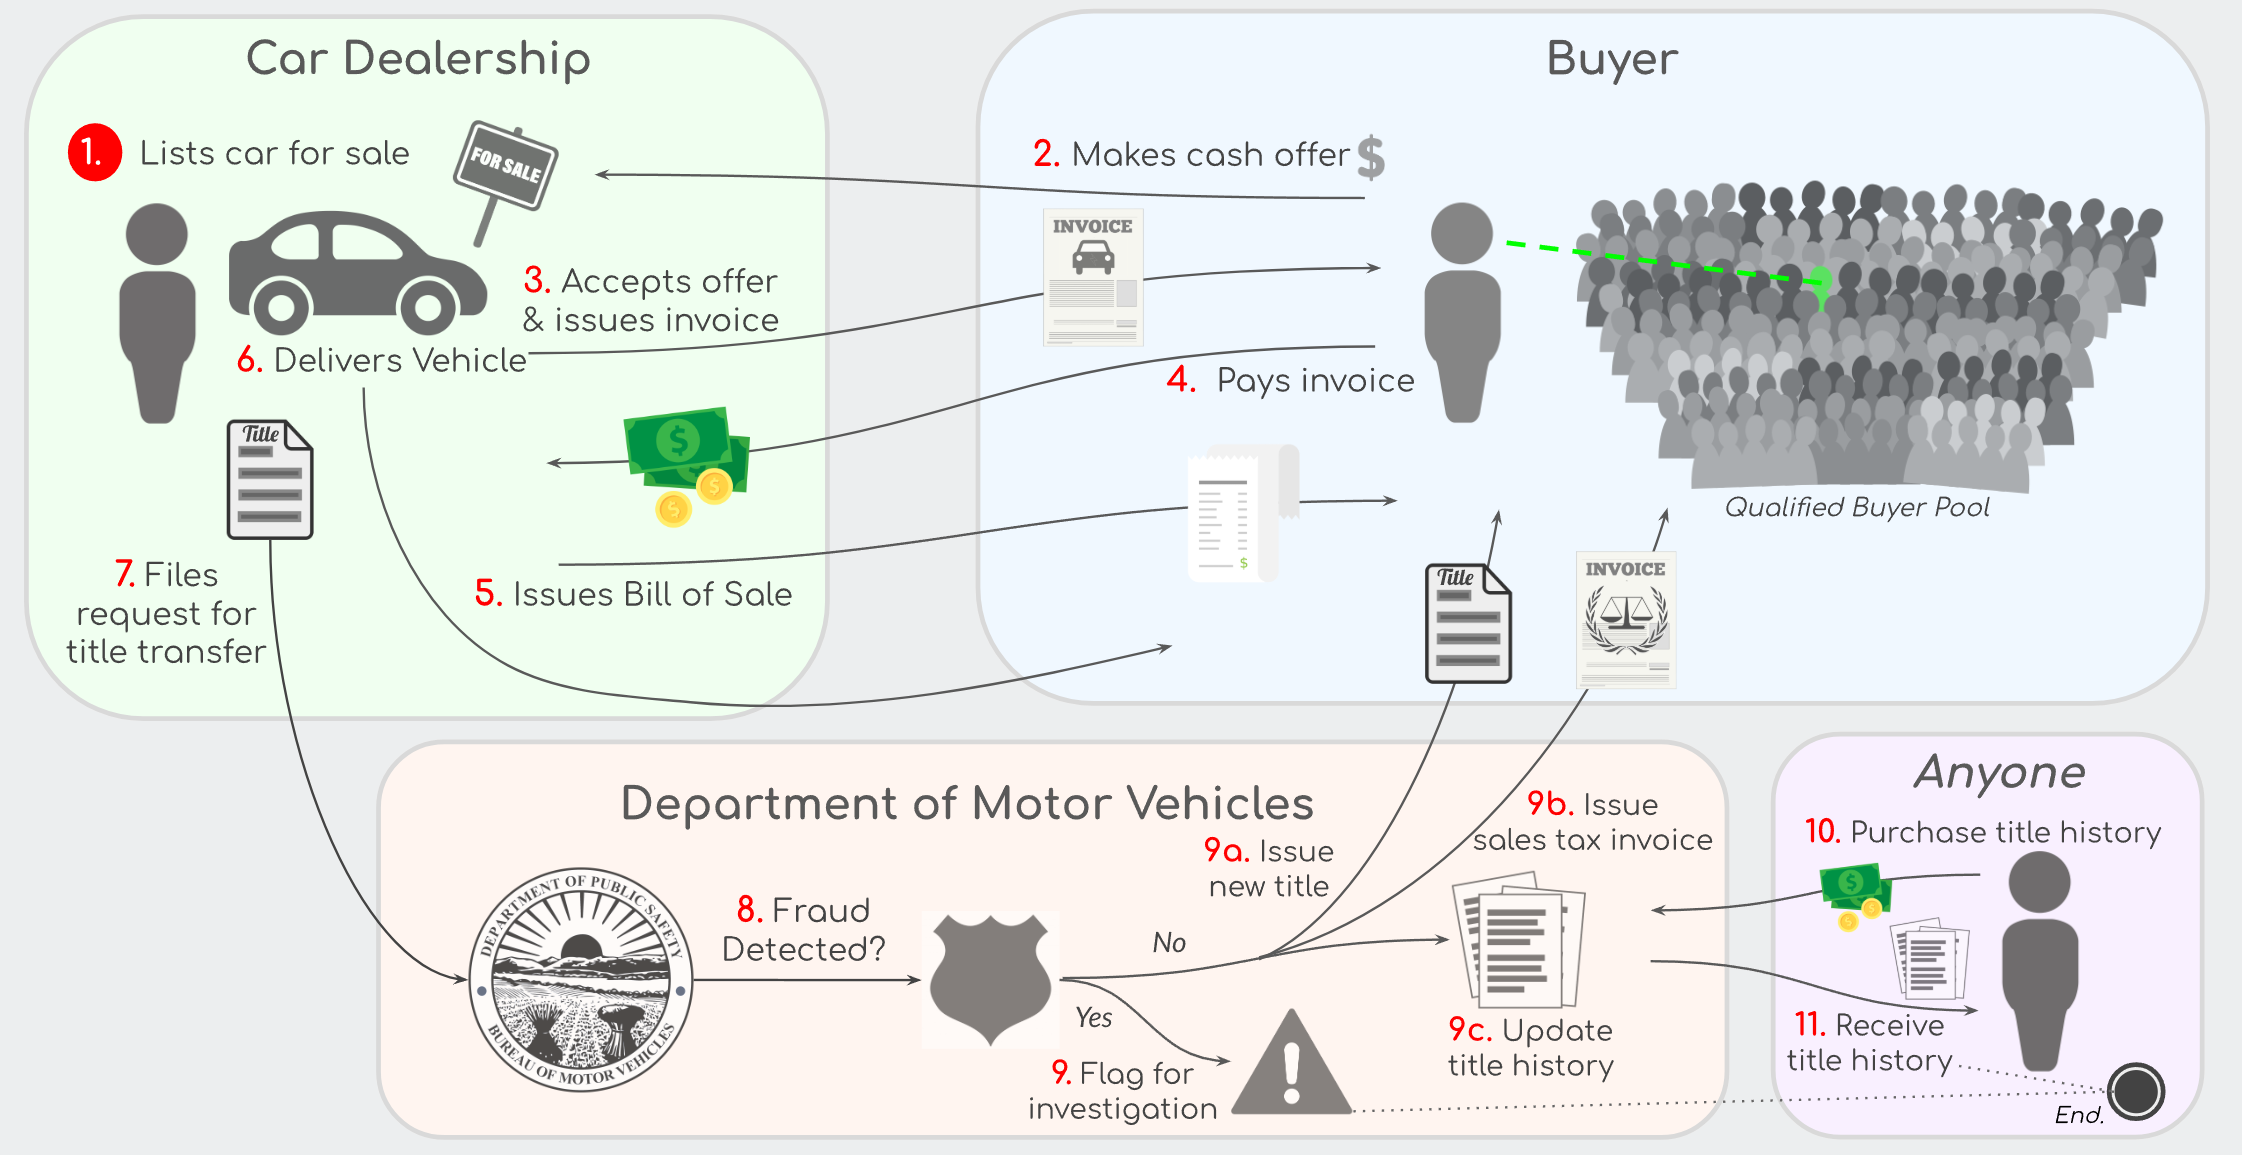 Car Dealership
1. Lists car for sale
FOR SALE
3. Accepts offer
& issues invoice
6. Delivers Vehicle
Title
7. Files
request for
title transfer
5. Issues Bill of Sale
Buyer
2. Makes cash offer $
INVOICE
4. Pays invoice
$
Qualified Buyer Pool
Title
INVOICE
Department of Motor Vehicles
DEPARTMENT OF PUBLIC SAFETY
BUREAU OF MOTOR VEHICLES
8. Fraud
Detected?
No
Yes
9. Flag for
investigation
9a. Issue
new title
9b. Issue
sales tax invoice
9c. Update
title history
Anyone
10. Purchase title history
11. Receive
title history
End.